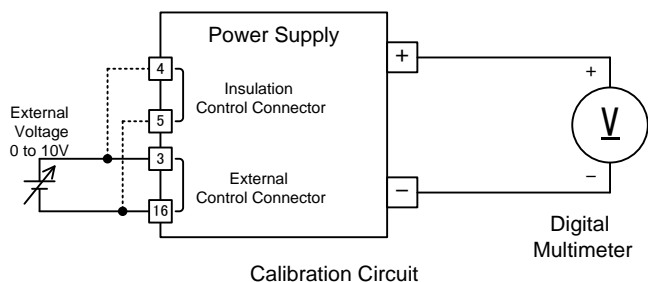 Power Supply
4
Insulation
Control Connector
5
External
Voltage
0 to 10V
3
External
Control Connector
16
+
−
+
V
−
Digital
Multimeter
Calibration Circuit